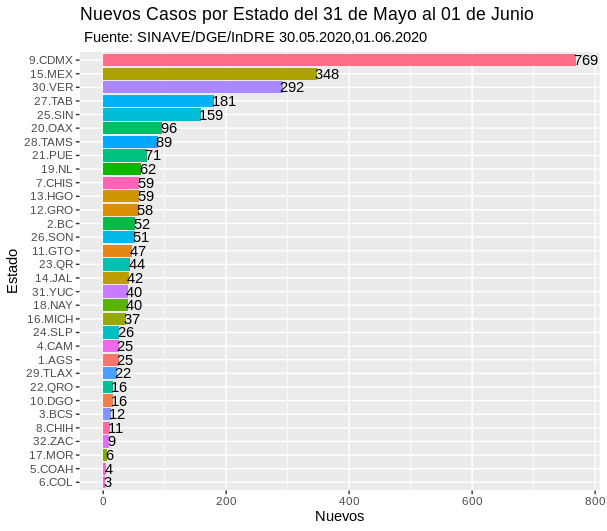 Nuevos Casos por Estado del 31 de Mayo al 01 de Junio
Fuente: SINAVE/DGE/InDRE 30.05.2020,01.06.2020
Estado
9.CDMX 769
15.MEX 348
30.VER 292
27.TAB 181
25.SIN 159
20.OAX 96
28.TAMS 89
21.PUE 71
19.NL 62
7.CHIS 59
13.HGO 59
12.GRO 58
2.BC 52
26.SON 51
11.GTO 47
23.QR 44
14.JAL 42
31.YUC 40
18.NAY 40
16.MICH 37
24.SLP 26
4.CAM 25
1.AGS 25
29.TLAX 22
22.QRO 16
10.DGO 16
3.BCS 12
8.CHIH 11
32.ZAC 9
17.MOR 6
5.COAH 4
6.COL 3
0 200 400 600 800
Nuevos